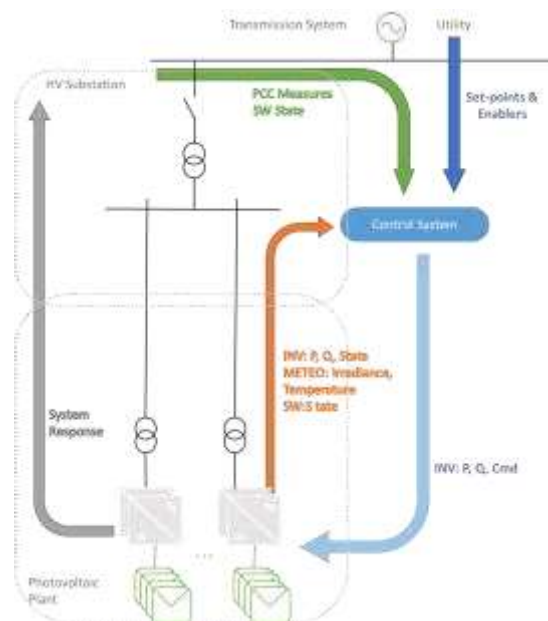 Transmission System
Utility
HV Substation
PCC Measures
SW State
Set-points &
Enablers
Control System
INV: P, Q, State
METEO: Irradiance,
Temperature
SW:S tate
System
Response
INV: P, Q, Cmd
...
Photovoltoic
Plant